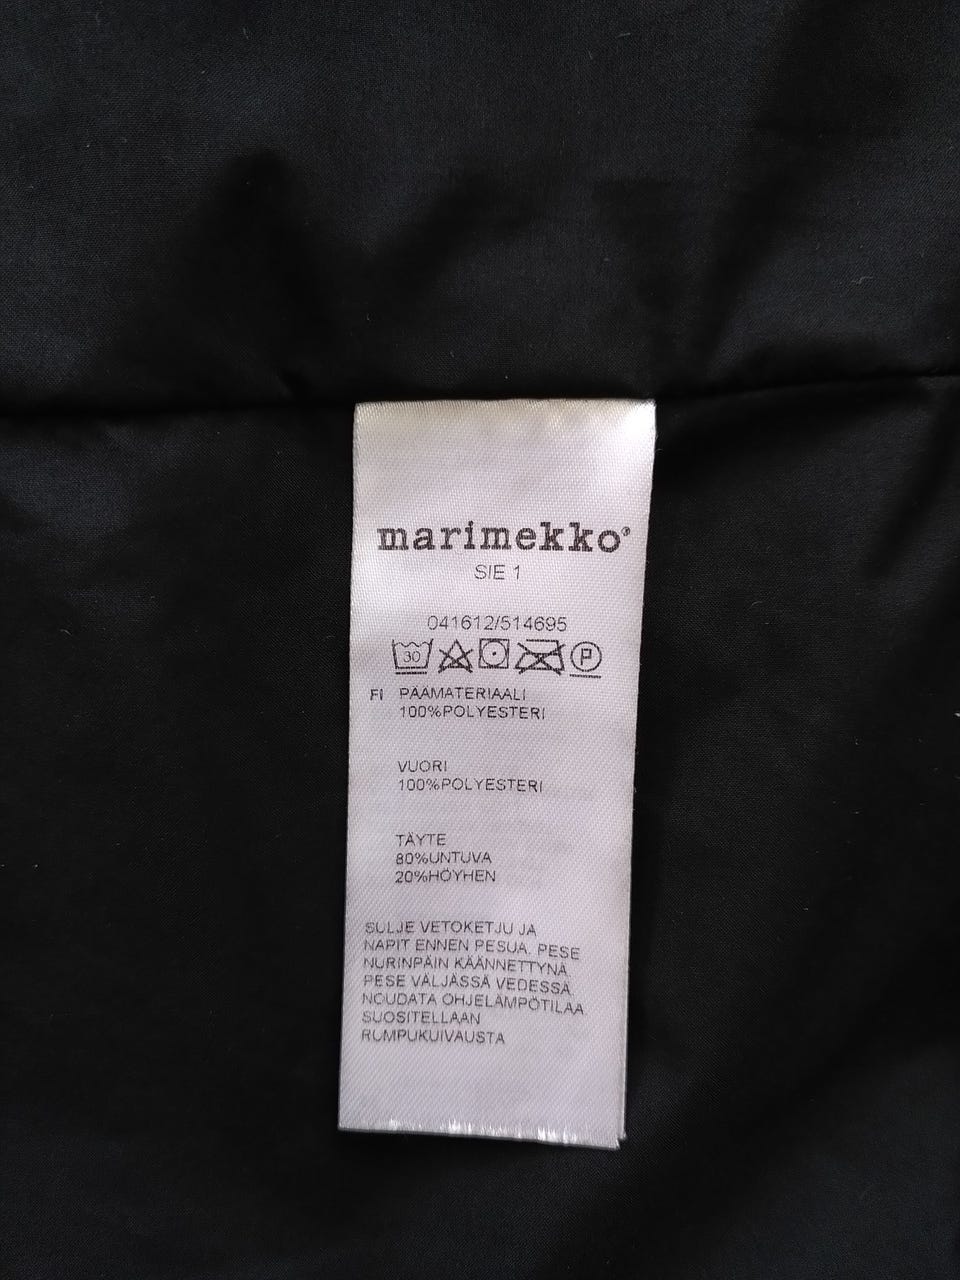 marimekko®
SIE 1
041612/514695
30 P
FI PÄÄMATERIAALI
100%POLYESTERI
VUORI
100%POLYESTERI
TÄYTE
80%UNTUVA
20%HÖYHEN
SULJE VETOKETJU JA
NAPIT ENNEN PESUA. PESE
NURINPÄIN KÄÄNNETTYNÄ.
PESE VÄLJÄSSÄ VEDESSÄ.
NOUDATA OHJELÄMPÖTILAA.
SUOSITELLAAN
RUMPUKUIVAUSTA